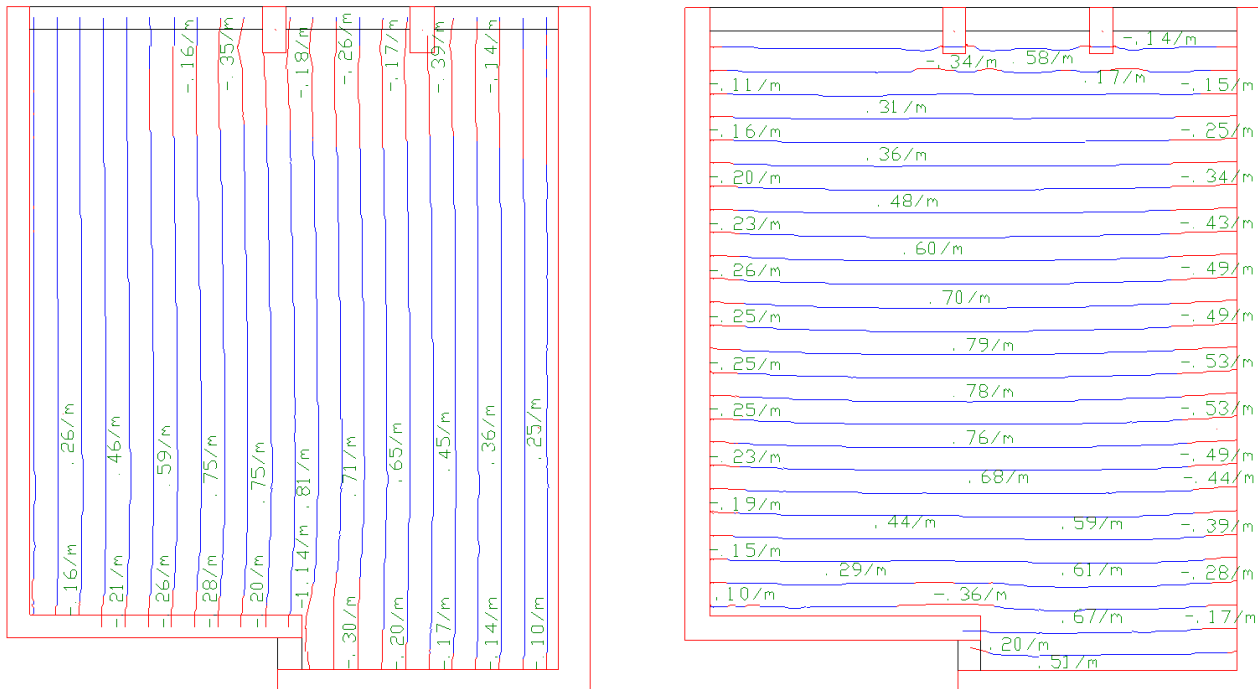 -.16/m
-.35/m
-.18/m
-.26/m
-.17/m
-.39/m
-.14/m
.26/m
.46/m
.59/m
.75/m
.75/m
.81/m
.71/m
.65/m
.45/m
.36/m
.25/m
-.16/m
-.21/m
-.26/m
-.28/m
-.20/m
-1.14/m
-.30/m
-.20/m
-.17/m
-.14/m
-.10/m
-.14/m
-.34/m .58/m
-.11/m .17/m -.15/m
.31/m
-.16/m -.25/m
.36/m
-.20/m -.34/m
.48/m
-.23/m -.43/m
.60/m
-.26/m -.49/m
.70/m
-.25/m -.49/m
.79/m
-.25/m -.53/m
.78/m
-.25/m -.53/m
.76/m
-.23/m -.49/m
.68/m -.44/m
-.19/m
.44/m .59/m -.39/m
-.15/m
.29/m .61/m -.28/m
.10/m -.36/m
.67/m -.17/m
.20/m
.51/m